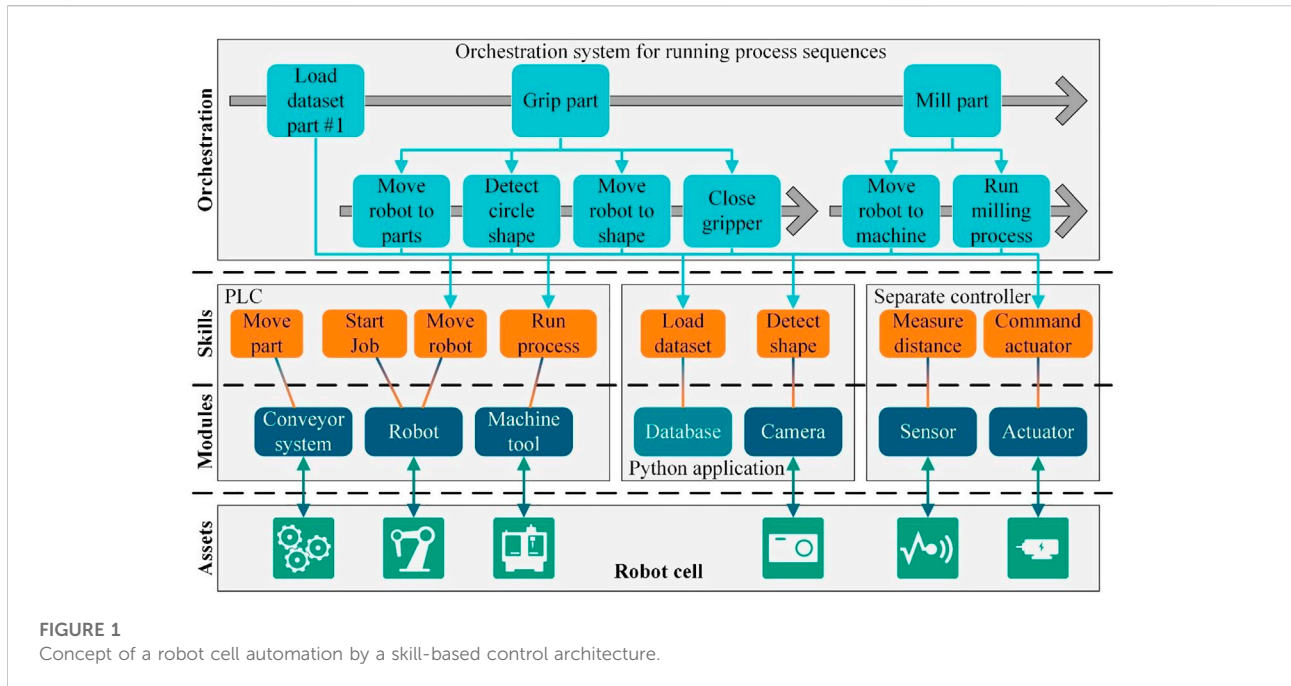 Orchestration system for running process sequences
Orchestration
Load
dataset
part #1
Grip part
Mill part
Move
robot to
parts
Detect
circle
shape
Move
robot to
shape
Close
gripper
Move
robot to
machine
Run
milling
process
Skills
PLC
Separate controller
Move
part
Start
Job
Move
robot
Run
process
Load
dataset
Detect
shape
Measure
distance
Command
actuator
Modules
Conveyor
system
Robot
Machine
tool
Database
Camera
Sensor
Actuator
Python application
Assets
Robot cell
FIGURE 1
Concept of a robot cell automation by a skill-based control architecture.